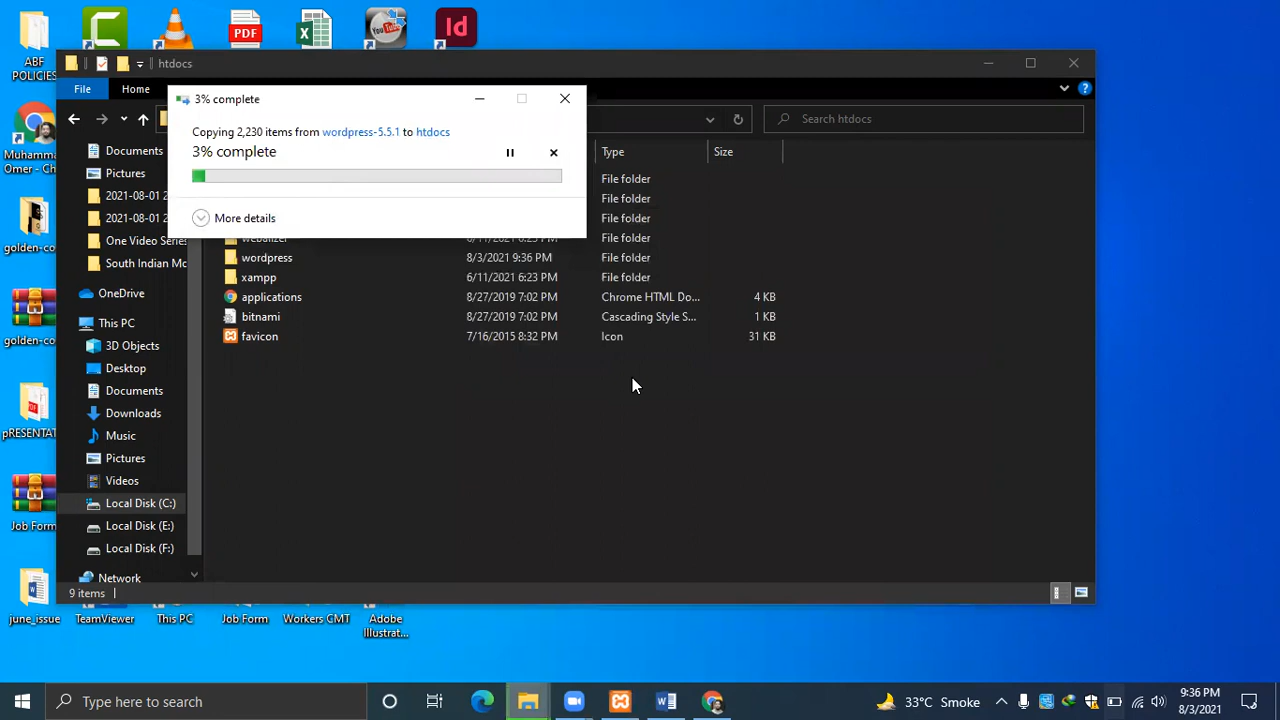 ABF
POLICIES
PDF
You Tube
Id
htdocs
File
Home
Search htdocs
3% complete
Copying 2,230 items from wordpress-5.5.1 to htdocs
3% complete
More details
Type
Size
File folder
File folder
File folder
webalizer 6/11/2021 6:23 PM File folder
wordpress 8/3/2021 9:36 PM File folder
xampp 6/11/2021 6:23 PM File folder
applications 8/27/2019 7:02 PM Chrome HTML Do... 4 KB
bitnami 8/27/2019 7:02 PM Cascading Style S... 1 KB
favicon 7/16/2015 8:32 PM Icon 31 KB
Documents
Pictures
2021-08-01 2
2021-08-01 2
One Video Series
South Indian Mo
OneDrive
This PC
3D Objects
Desktop
Documents
Downloads
Music
Pictures
Videos
Local Disk (C:)
Local Disk (E:)
Local Disk (F:)
Network
9 items
Muhamma
Omer - Ch
golden-co
golden-co
PDF
pRESENTAT
Job Form
june_issue
TeamViewer
This PC
Job Form
Workers CMT
Adobe
Illustrat...
Type here to search
33°C Smoke
9:36 PM
8/3/2021